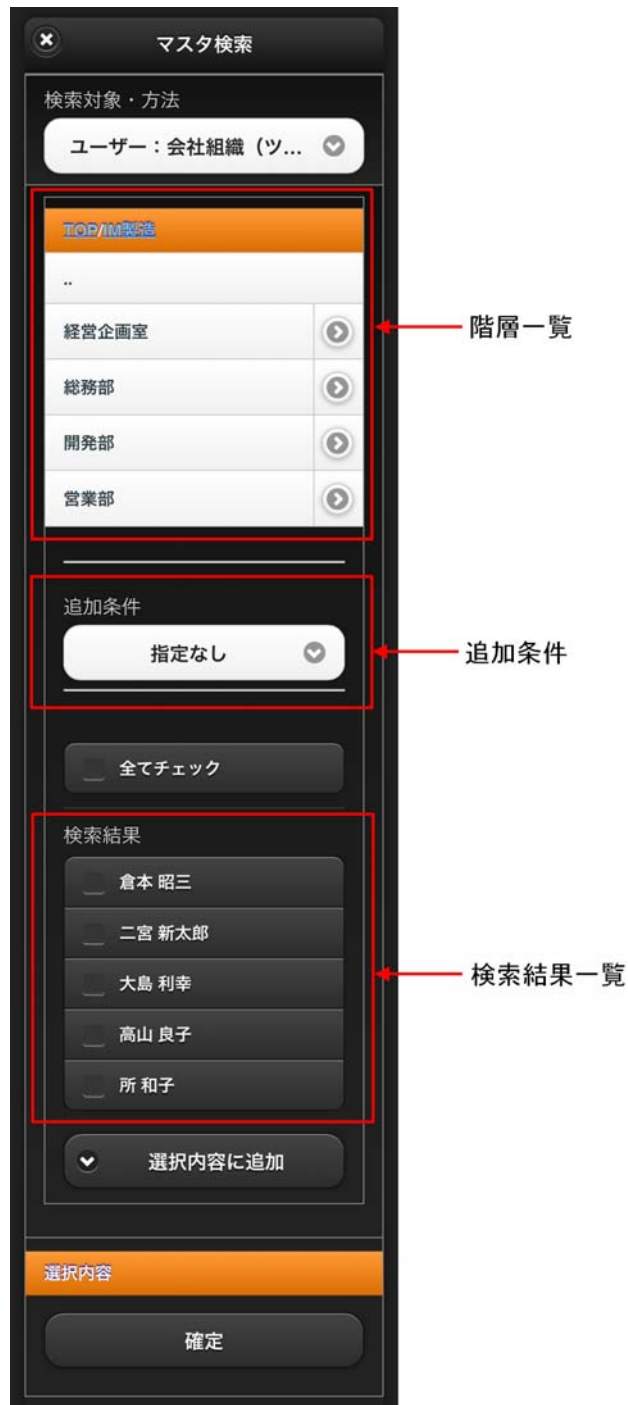 マスタ検索
検索対象・方法
ユーザー：会社組織（ツ...
TOP/IM製造
..
経営企画室
階層一覧
総務部
開発部
営業部
追加条件
指定なし
追加条件
全てチェック
検索結果
倉本 昭三
二宮 新太郎
大島 利幸
検索結果一覧
高山 良子
所 和子
選択内容に追加
選択内容
確定